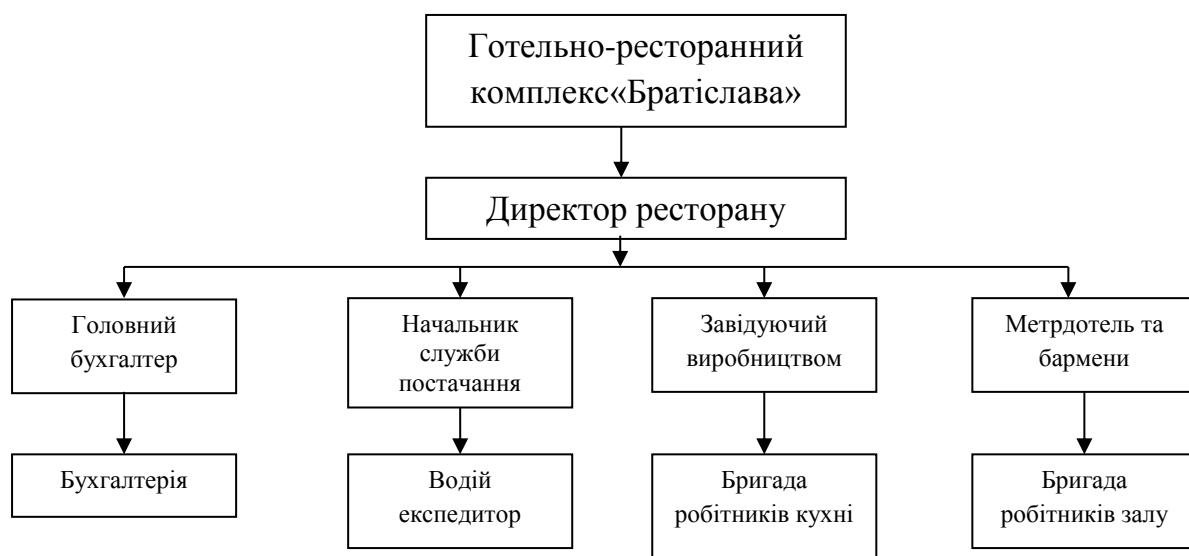 Готельно-ресторанний
комплекс«Братіслава»
Директор ресторану
Головний
бухгалтер
Начальник
служби
постачання
Завідуючий
виробництвом
Метрдотель та
бармени
Бухгалтерія
Водій
експедитор
Бригада
робітників кухні
Бригада
робітників залу